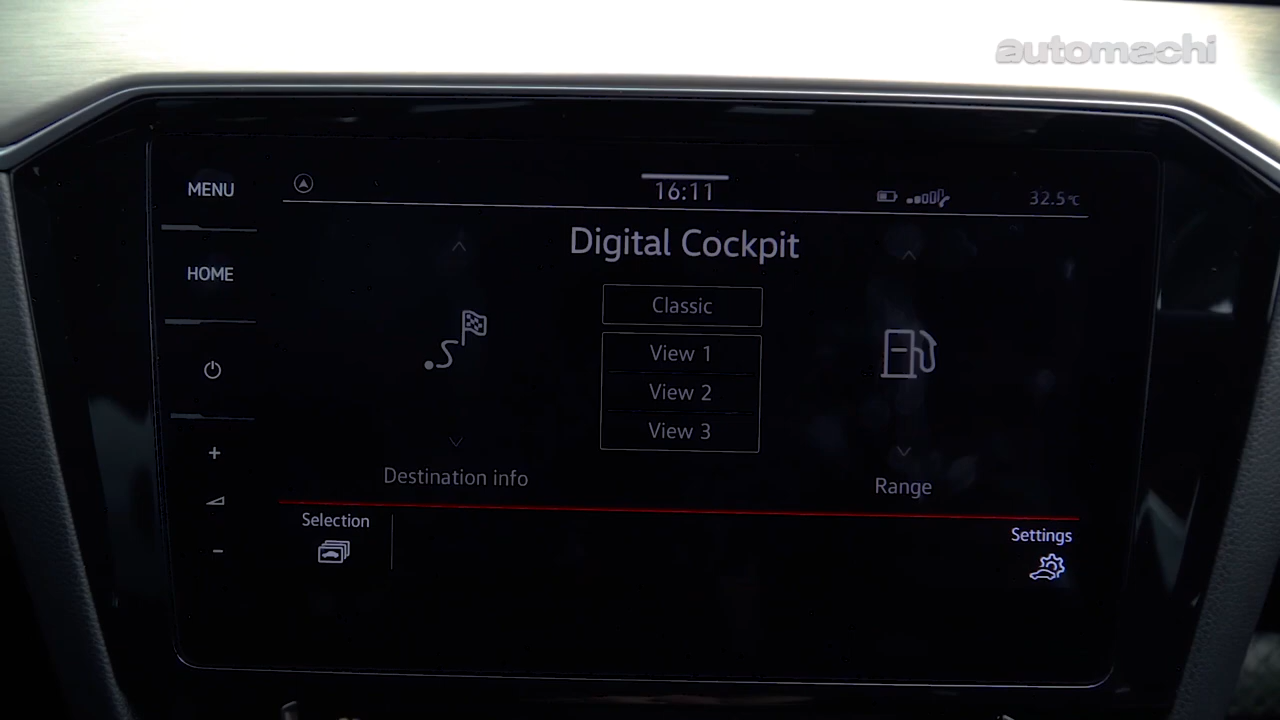 automachi
MENU
16:11
32.5°C
HOME
Digital Cockpit
Classic
View 1
View 2
View 3
+
-
Destination info
Range
Selection
Settings